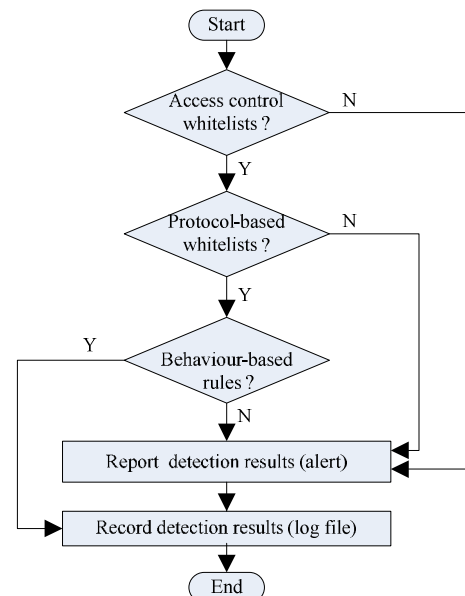 Start
Access control
whitelists ?
N
Y
Protocol-based
whitelists ?
N
Y
Y
Behaviour-based
rules ?
N
Report detection results (alert)
Record detection results (log file)
End